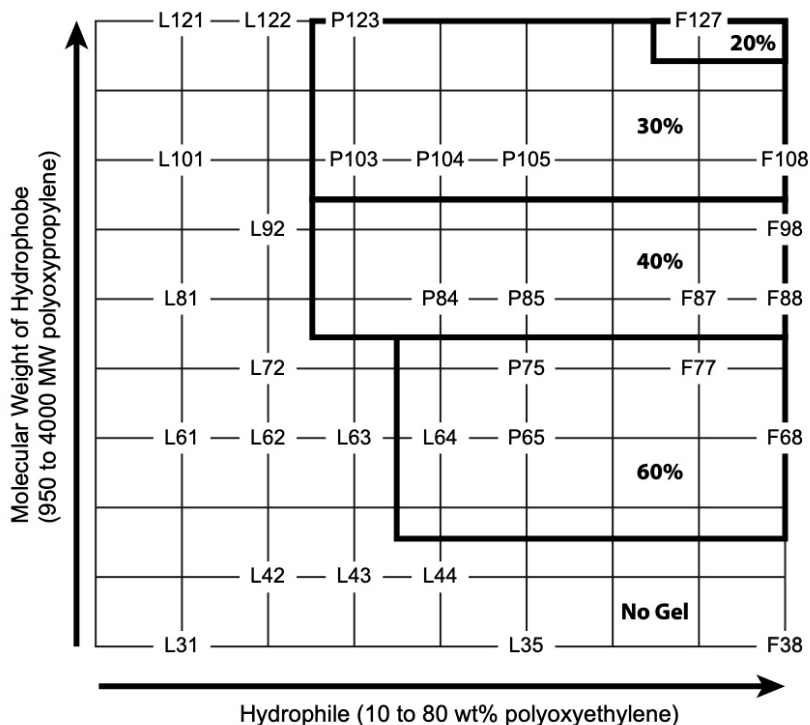 L121 L122 P123 F127
20%
30%
L101 P103 P104 P105 F108
L92 F98
40%
L81 P84 P85 F87 F88
L72 P75 F77
L61 L62 L63 L64 P65 F68
60%
L42 L43 L44
No Gel
L31 L35 F38
Molecular Weight of Hydrophobe
(950 to 4000 MW polyoxypropylene)
Hydrophile (10 to 80 wt% polyoxyethylene)